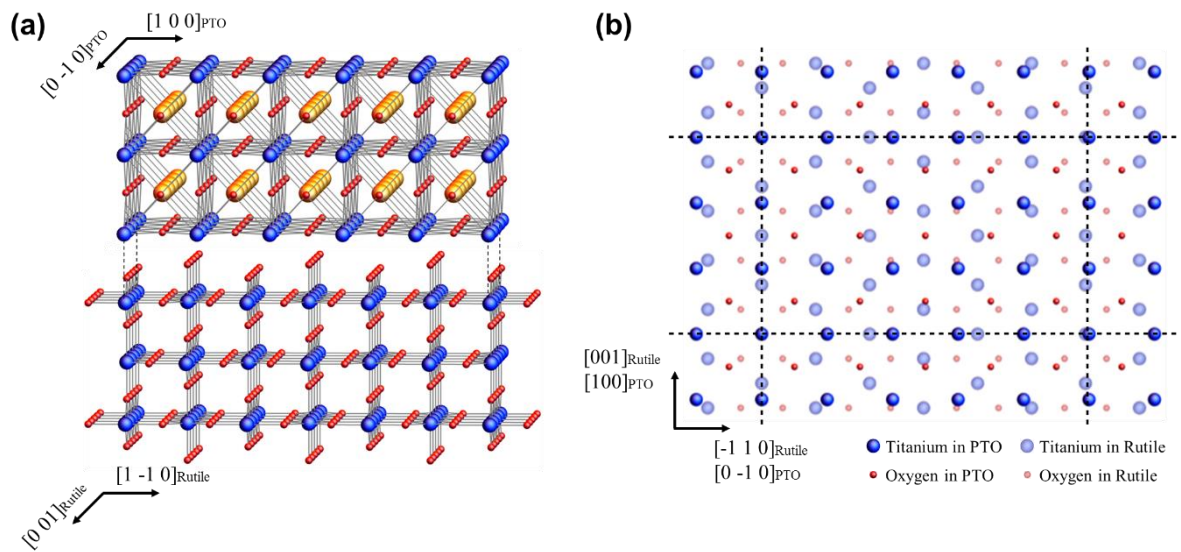 (a)
[1 0 0]PTO
[0 -1 0]PTO
[1 -1 0]Rutile
[0 01]Rutile
(b)
[001]Rutile
[100]PTO
[-1 1 0]Rutile
[0 -1 0]PTO
Titanium in PTO
Titanium in Rutile
Oxygen in PTO
Oxygen in Rutile